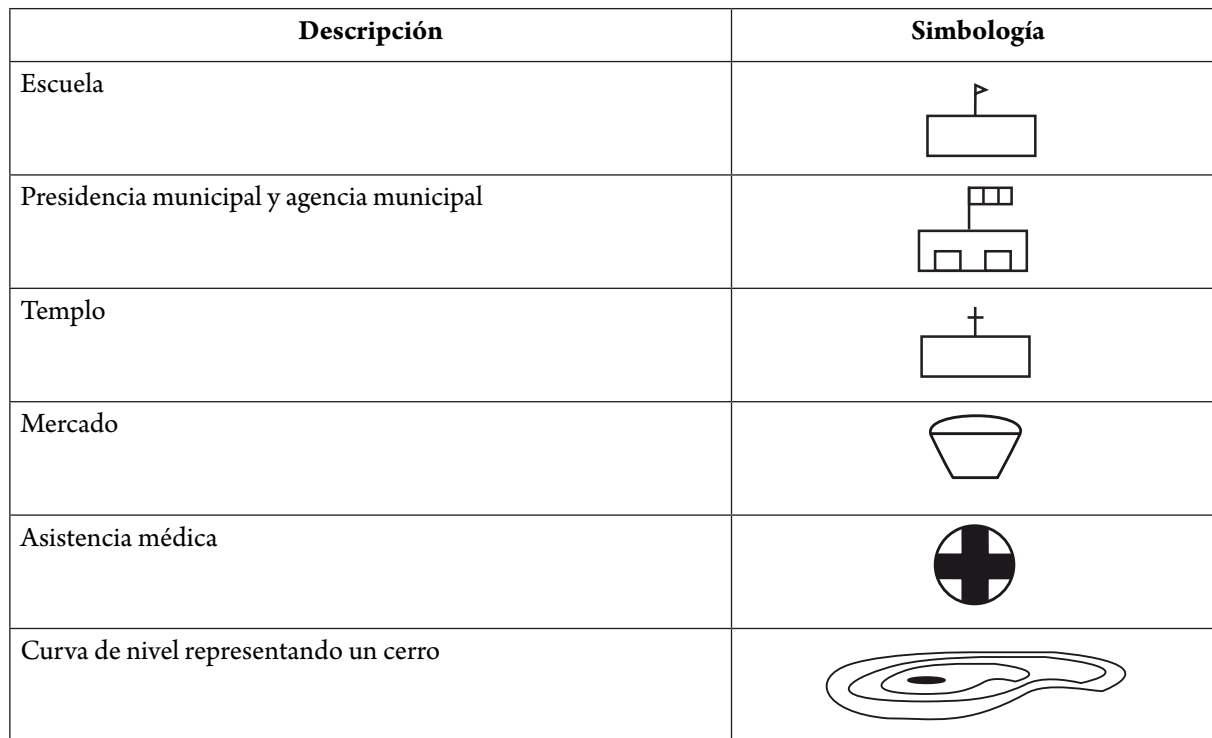 Descripción
Simbología
Escuela
Presidencia municipal y agencia municipal
Templo
Mercado
Asistencia médica
Curva de nivel representando un cerro